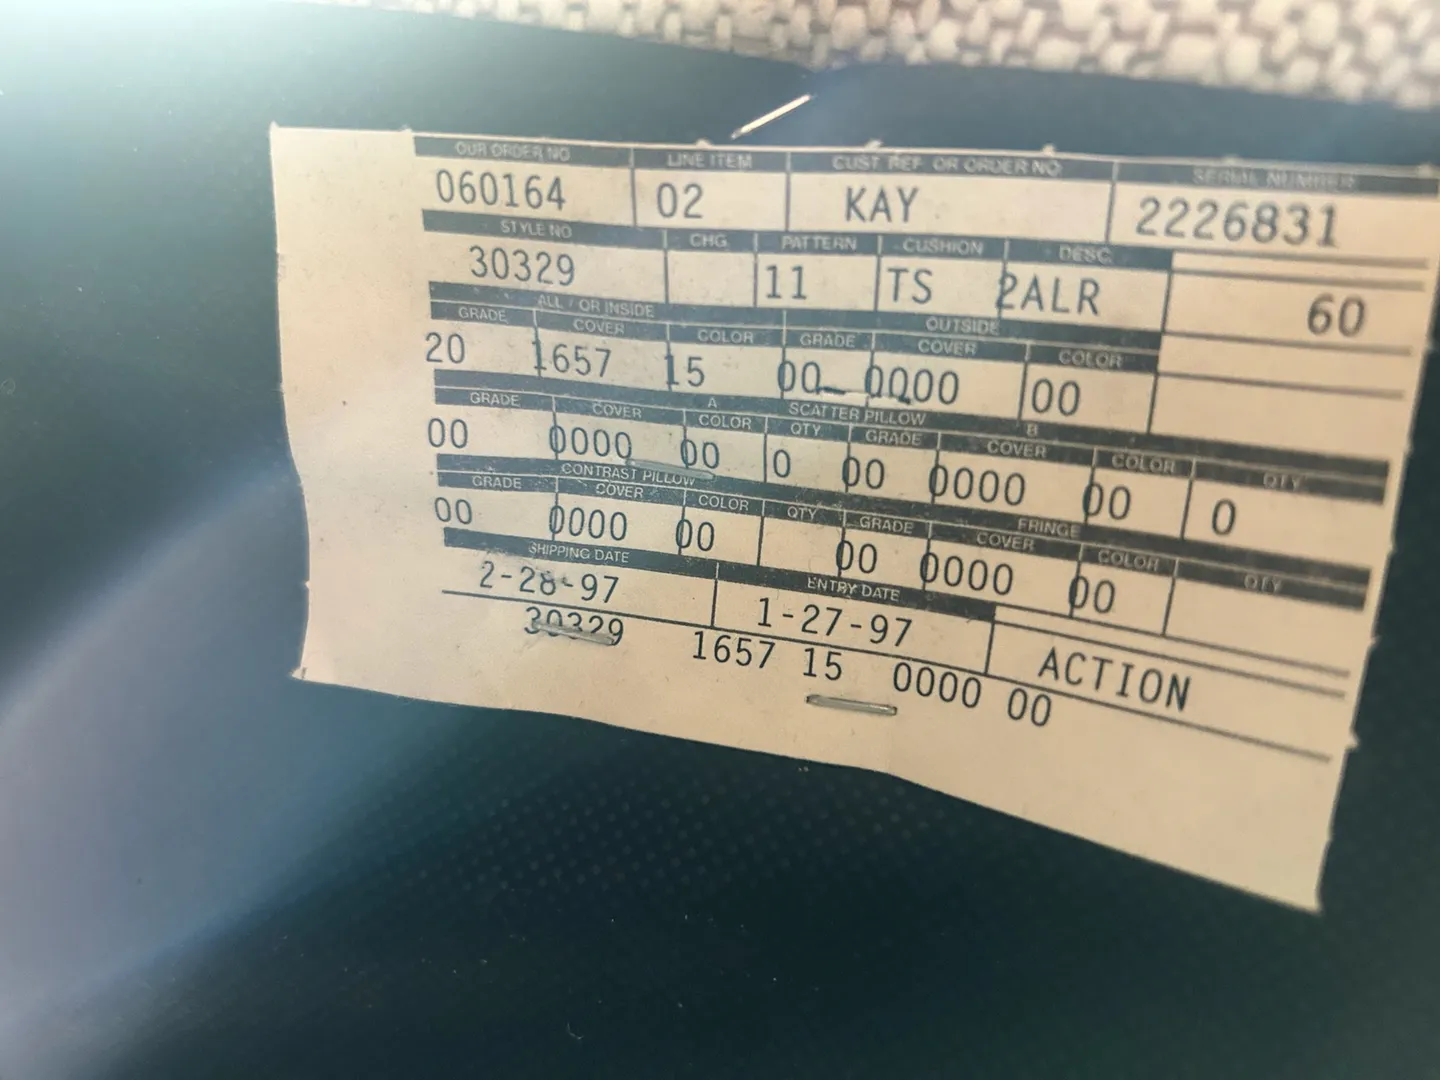 OUR ORDER NO LINE ITEM CUST REF OR ORDER NO. SERIAL NUMBER
060164 02 KAY 2226831
STYLE NO CHG. PATTERN CUSHION DESC.
30329 11 TS 2ALR 60
ALL / OR INSIDE OUTSIDE
GRADE COVER COLOR GRADE COVER COLOR
20 1657 15 00 0000 00
A SCATTER PILLOW B
GRADE COVER COLOR QTY GRADE COVER COLOR QTY
00 0000 00 0 00 0000 00 0
CONTRAST PILLOW FRINGE
GRADE COVER COLOR QTY GRADE COVER COLOR QTY
00 0000 00 00 0000 00
SHIPPING DATE ENTRY DATE
2-28-97 1-27-97 ACTION
30329 1657 15 0000 00